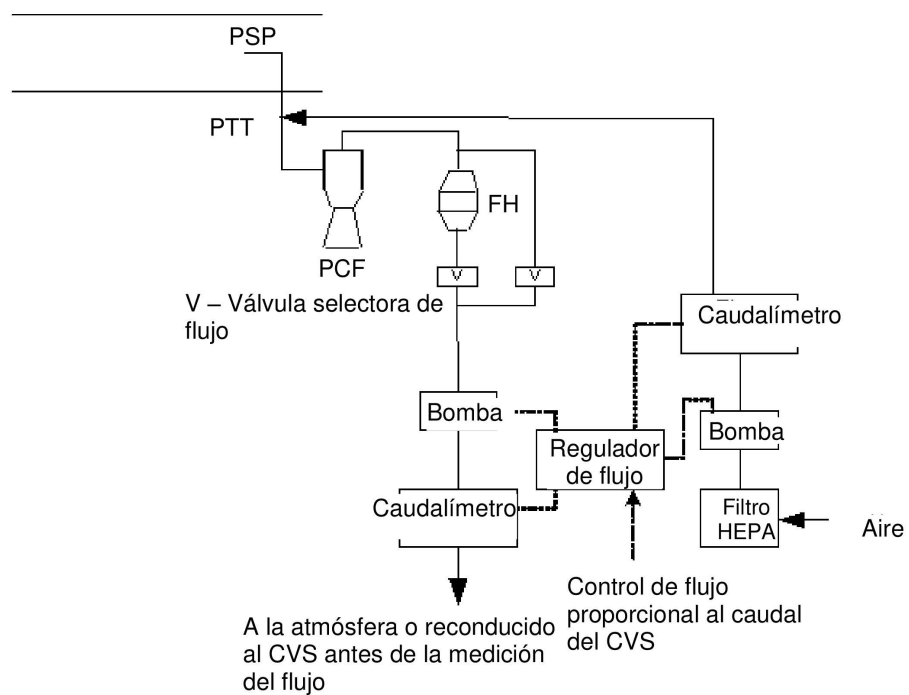 PSP
PTT
FH
PCF
V
V
V – Válvula selectora de
flujo
Caudalímetro
Bomba
Regulador
de flujo
Bomba
Caudalímetro
Filtro
HEPA
Aire
Control de flujo
proporcional al caudal
del CVS
A la atmósfera o reconducido
al CVS antes de la medición
del flujo